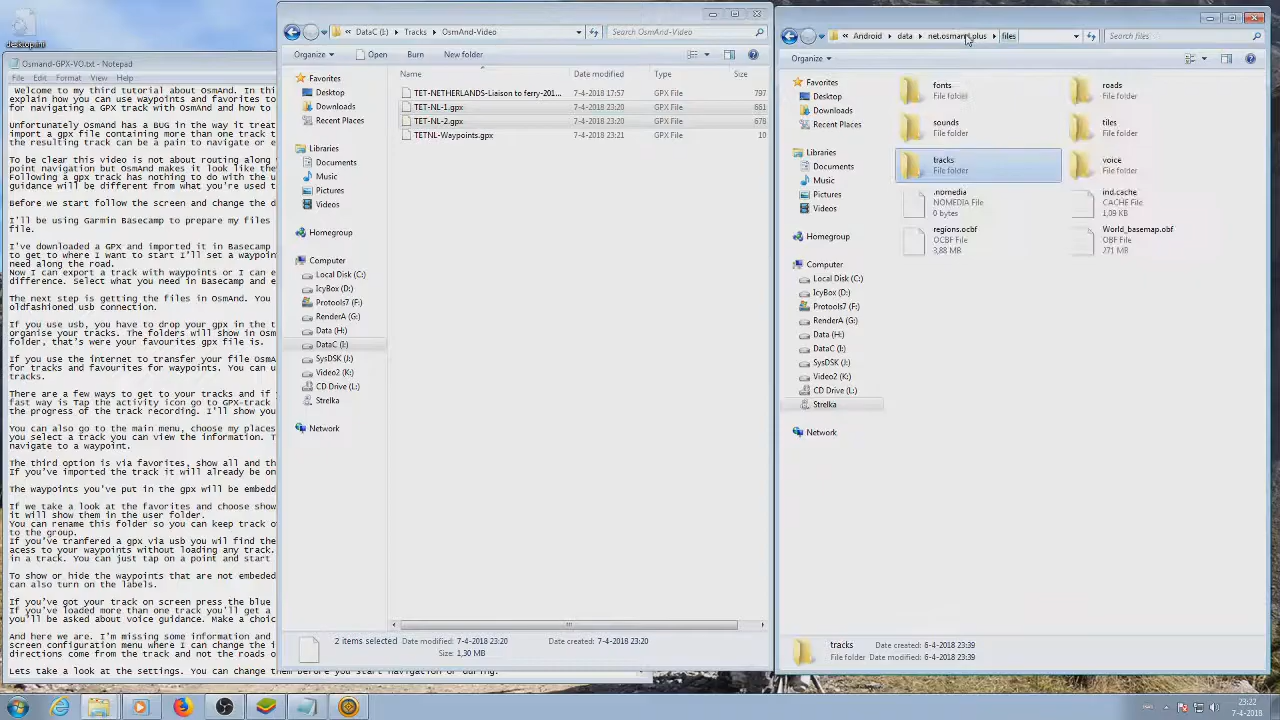 desktop.ini
Osmand-GPX-VO.txt - Notepad
File Edit Format View Help
Welcome to my third tutorial about OsmAnd. In this
explain how you can use waypoints and favorites to
for navigating a GPX track with OsmAnd and how to
Unfortunately OsmAnd has a BUG in the way it treat
import a gpx file containing more than one track t
the resulting track can be a pain to navigate or e
To be clear this video is not about routing along
point navigation but OsmAnd makes it look like the
Following a gpx track has nothing to do with the u
guidance will be different from what you're used t
Before we start follow the screen and change the d
I'll be using Garmin Basecamp to prepare my files
file.
I've downloaded a GPX and imported it in Basecamp
to get to where I want to start I'll set a waypoin
need along the road.
Now I can export a track with waypoints or I can e
difference. Select what you need in Basecamp and e
The next step is getting the files in osmAnd. You
oldfashioned usb connection.
If you use usb, you have to drop your gpx in the t
organise your tracks. The folders will show in osm
folder, that's were your favourites gpx file is.
If you use the internet to transfer your file osmA
for tracks and favourites for waypoints. You can u
tracks.
There are a few ways to get to your tracks and if
fast way is Tap the activity icon go to GPX-track
the progress of the track recording. I'll show you
You can also go to the main menu, choose my places
you select a track you can view the information. T
navigate to a waypoint.
The third option is via favorites, show all and th
If you've imported the track it will already be on
The waypoints you've put in the gpx will be embedd
If we take a look at the favorites and choose show
it will show them in the user folder.
You can rename this folder so you can keep track o
to the group.
If you've tranfered a gpx via usb you wil find the
acess to your waypoints without loading any track.
in a track. You can just tap on a point and start
To show or hide the waypoints that are not embeded
can also turn on the labels.
If you've got your track on screen press the blue
If you've loaded more than one track you'll get a
you'll be asked about voice guidance. Make a choic
And here we are. I'm missing some information and
screen configuration menu where I can change the i
directions come from the track and not the roads o
Lets take a look at the settings. You can change them before you start navigation or during.
DataC (I:) Tracks OsmAnd-Video
Search OsmAnd-Video
Organize Open Burn New folder
Name Date modified Type Size
TET-NETHERLANDS-Liaison to ferry-201... 7-4-2018 17:57 GPX File 797
TET-NL-1.gpx 7-4-2018 23:20 GPX File 661
TET-NL-2.gpx 7-4-2018 23:20 GPX File 678
TETNL-Waypoints.gpx 7-4-2018 23:21 GPX File 10
Favorites
Desktop
Downloads
Recent Places
Libraries
Documents
Music
Pictures
Videos
Homegroup
Computer
Local Disk (C:)
IcyBox (D:)
Protools7 (F:)
RenderA (G:)
Data (H:)
DataC (I:)
SysDSK (J:)
Video2 (K:)
CD Drive (L:)
Strelka
Network
2 items selected Date modified: 7-4-2018 23:20 Date created: 7-4-2018 23:20
Size: 1,30 MB
« Android data net.osmand.plus files
Search files
Organize
Favorites
Desktop
Downloads
Recent Places
Libraries
Documents
Music
Pictures
Videos
Homegroup
Computer
Local Disk (C:)
IcyBox (D:)
Protools7 (F:)
RenderA (G:)
Data (H:)
DataC (I:)
SysDSK (J:)
Video2 (K:)
CD Drive (L:)
Strelka
Network
fonts
File folder
roads
File folder
sounds
File folder
tiles
File folder
tracks
File folder
voice
File folder
.nomedia
NOMEDIA File
0 bytes
ind.cache
CACHE File
1,09 KB
regions.ocbf
OCBF File
3,88 MB
World_basemap.obf
OBF File
271 MB
tracks Date created: 6-4-2018 23:39
File folder Date modified: 6-4-2018 23:39
23:22
7-4-2018